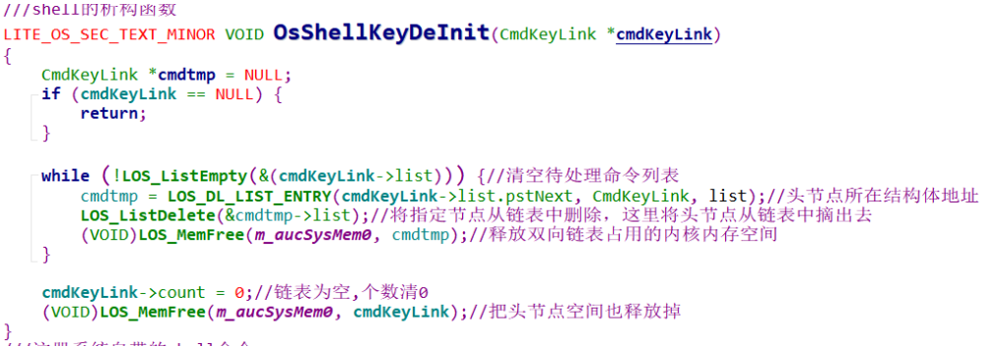 ///shell的析构函数
LITE_OS_SEC_TEXT_MINOR VOID OsShellKeyDeInit(CmdKeyLink *cmdKeyLink)
{
    CmdKeyLink *cmdtmp = NULL;
    if (cmdKeyLink == NULL) {
        return;
    }

    while (!LOS_ListEmpty(&(cmdKeyLink->list))) {//清空待处理命令列表
        cmdtmp = LOS_DL_LIST_ENTRY(cmdKeyLink->list.pstNext, CmdKeyLink, list);//头节点所在结构体地址
        LOS_ListDelete(&cmdtmp->list);//将指定节点从链表中删除，这里将头节点从链表中摘出去
        (VOID)LOS_MemFree(m_aucSysMem0, cmdtmp);//释放双向链表占用的内核内存空间
    }

    cmdKeyLink->count = 0;//链表为空,个数清0
    (VOID)LOS_MemFree(m_aucSysMem0, cmdKeyLink);//把头节点空间也释放掉
}